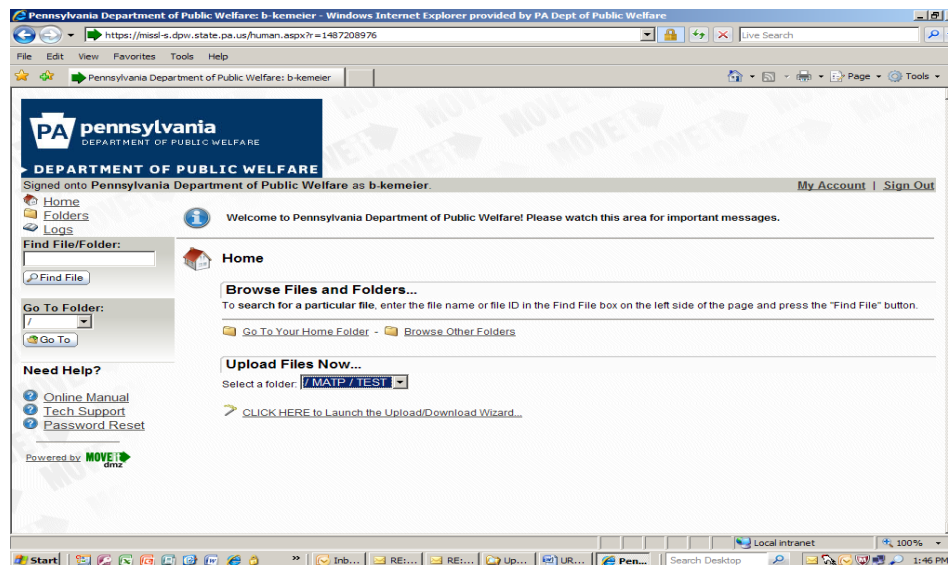 Pennsylvania Department of Public Welfare: b-kemeier - Windows Internet Explorer provided by PA Dept of Public Welfare
https://missl-s.dpw.state.pa.us/human.aspx?r=1487208976
Live Search
File Edit View Favorites Tools Help
Pennsylvania Department of Public Welfare: b-kemeier
Page Tools
PA pennsylvania
DEPARTMENT OF PUBLIC WELFARE
DEPARTMENT OF PUBLIC WELFARE
Signed onto Pennsylvania Department of Public Welfare as b-kemeier.
My Account | Sign Out
Home
Folders
Logs
Welcome to Pennsylvania Department of Public Welfare! Please watch this area for important messages.
Find File/Folder:
Find File
Go To Folder:
/
Go To
Need Help?
Online Manual
Tech Support
Password Reset
Powered by MOVEit dmz
Home
Browse Files and Folders...
To search for a particular file, enter the file name or file ID in the Find File box on the left side of the page and press the "Find File" button.
Go To Your Home Folder - Browse Other Folders
Upload Files Now...
Select a folder: / MATP / TEST
CLICK HERE to Launch the Upload/Download Wizard...
Local intranet
100%
Start
Inb...
RE:...
RE:...
Up...
UR...
Pen...
Search Desktop
1:46 PM